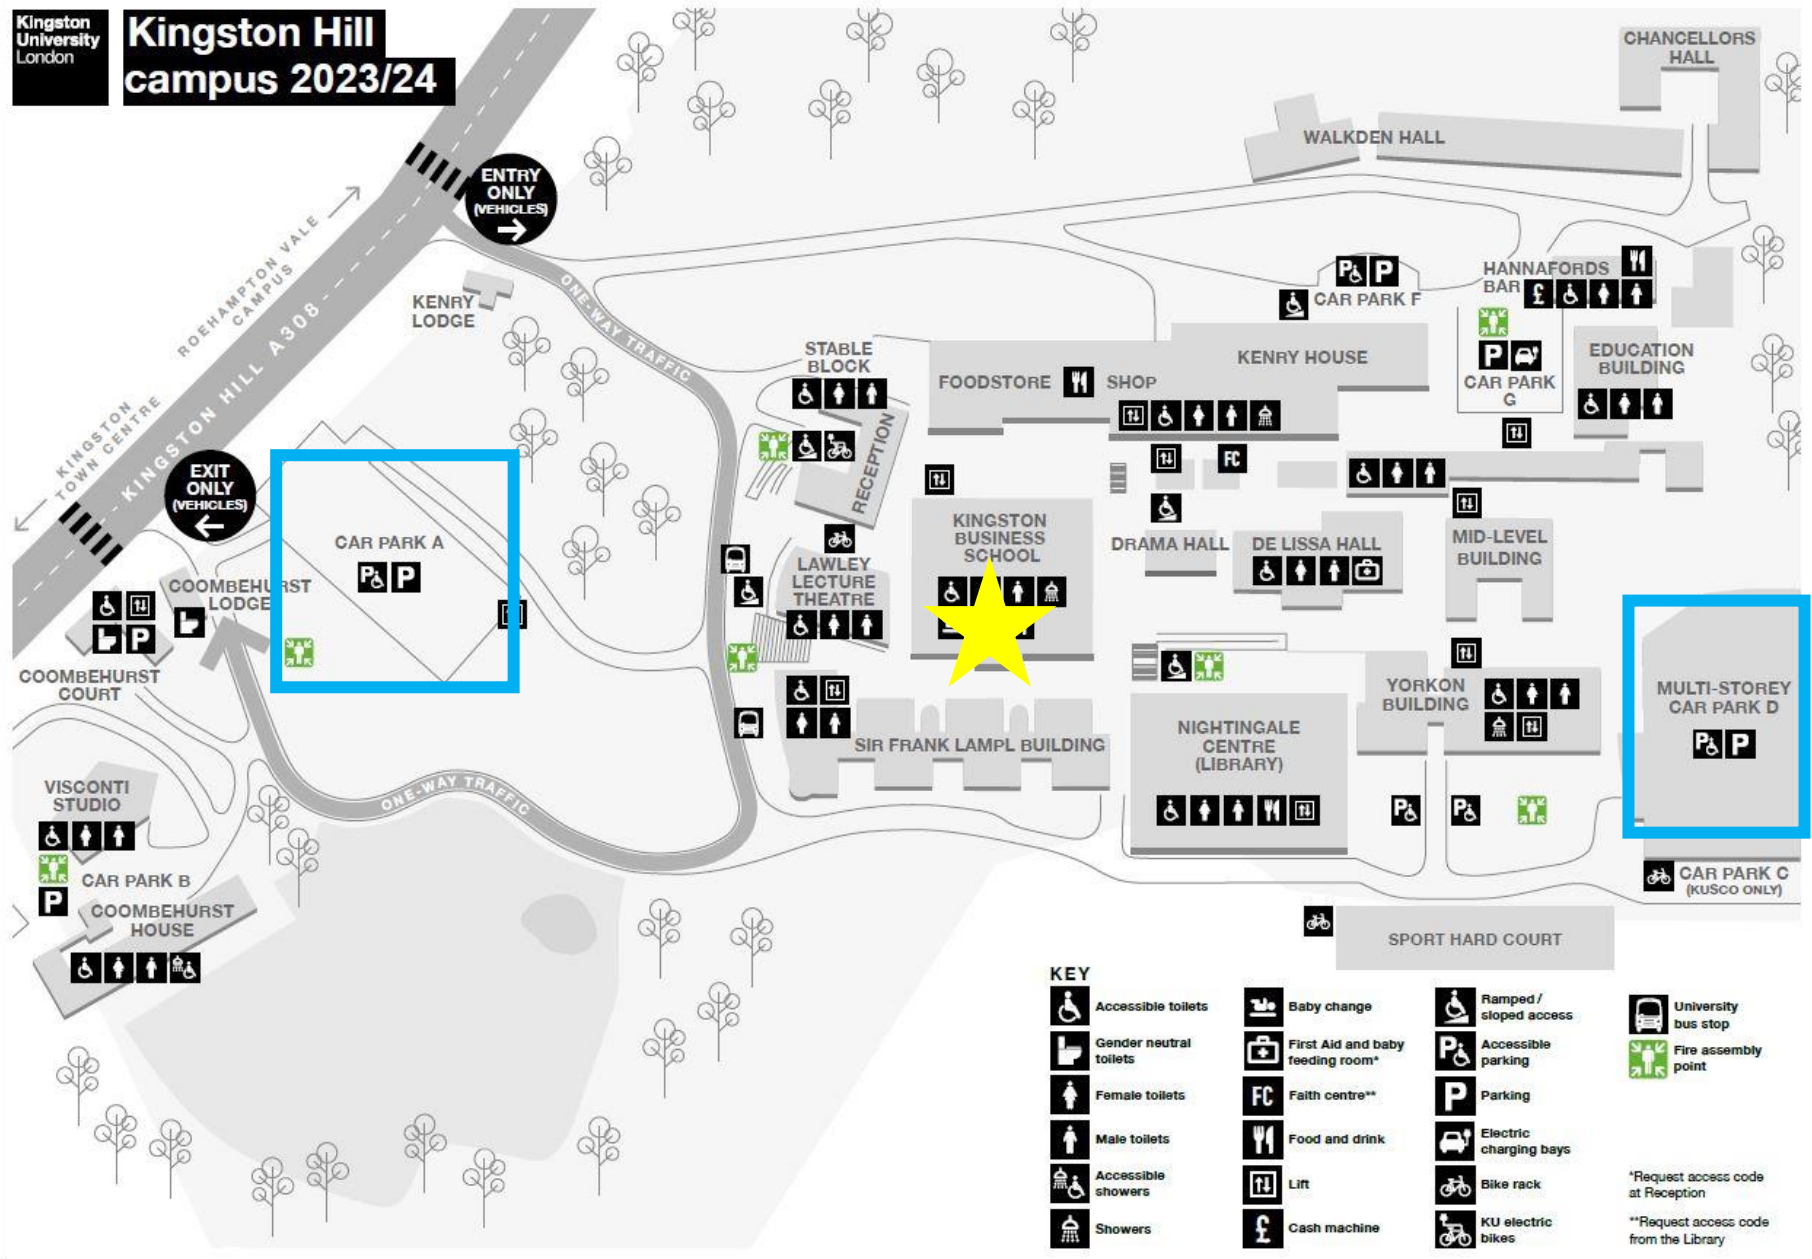 Kingston
University
London
Kingston Hill
campus 2023/24
ENTRY
ONLY
(VEHICLES)
ROEHAMPTON VALE
CAMPUS
KINGSTON HILL A308
KINGSTON
TOWN CENTRE
EXIT
ONLY
(VEHICLES)
KENRY
LODGE
ONE-WAY TRAFFIC
CHANCELLORS
HALL
WALKDEN HALL
HANNAFORDS
BAR
£
P
P
CAR PARK F
STABLE
BLOCK
FOODSTORE
SHOP
KENRY HOUSE
P
CAR PARK
G
EDUCATION
BUILDING
RECEPTION
FC
CAR PARK A
P
P
COOMBEHURST
LODGE
P
COOMBEHURST
COURT
LAWLEY
LECTURE
THEATRE
KINGSTON
BUSINESS
SCHOOL
DRAMA HALL
DE LISSA HALL
MID-LEVEL
BUILDING
SIR FRANK LAMPL BUILDING
NIGHTINGALE
CENTRE
(LIBRARY)
YORKON
BUILDING
P
P
MULTI-STOREY
CAR PARK D
P
P
CAR PARK C
(KUSCO ONLY)
SPORT HARD COURT
ONE-WAY TRAFFIC
VISCONTI
STUDIO
CAR PARK B
P
COOMBEHURST
HOUSE
KEY
Accessible toilets
Gender neutral
toilets
Female toilets
Male toilets
Accessible
showers
Showers
Baby change
First Aid and baby
feeding room*
FC
Faith centre**
Food and drink
Lift
£
Cash machine
Ramped /
sloped access
P
Accessible
parking
P
Parking
Electric
charging bays
Bike rack
KU electric
bikes
University
bus stop
Fire assembly
point
*Request access code
at Reception
**Request access code
from the Library